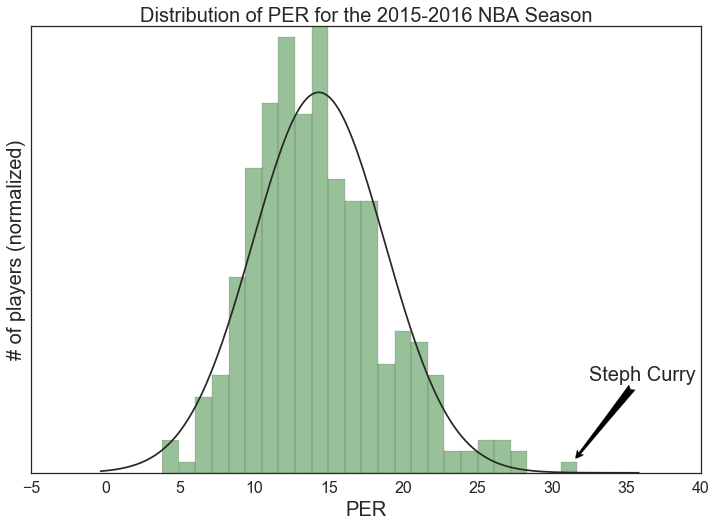 Distribution of PER for the 2015-2016 NBA Season
# of players (normalized)
Steph Curry
−5 0 5 10 15 20 25 30 35 40
PER